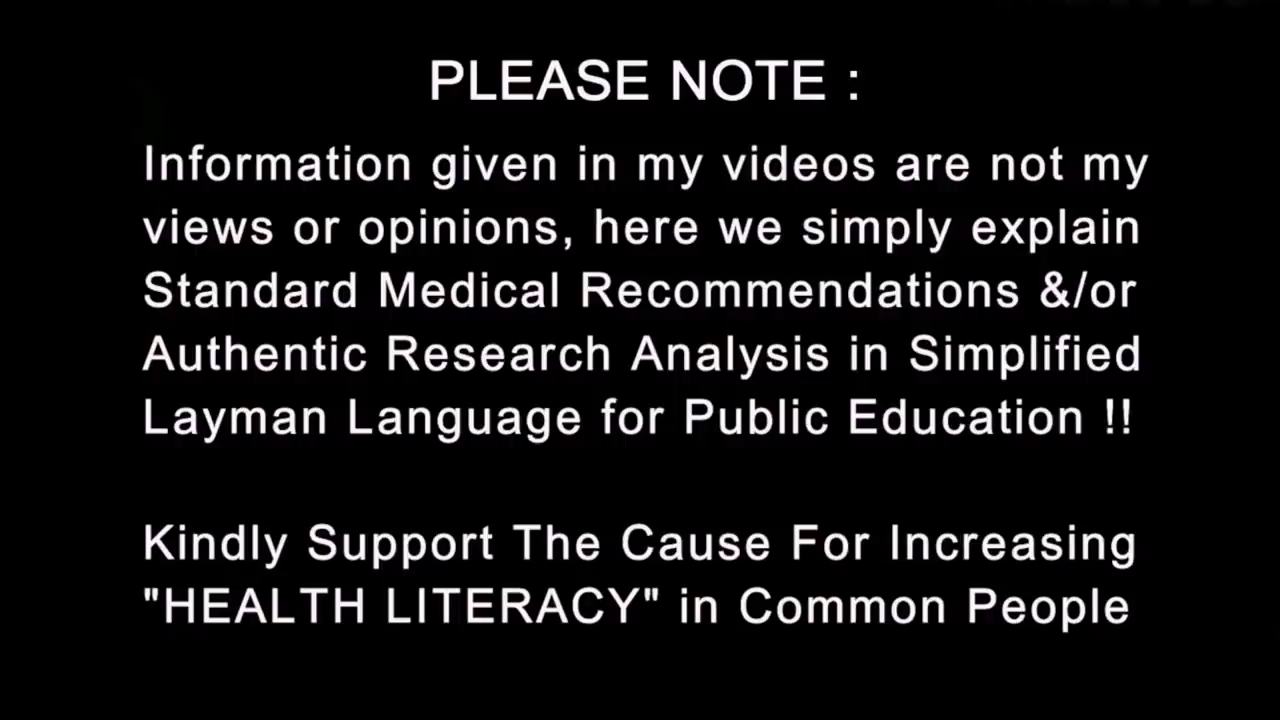 PLEASE NOTE :
Information given in my videos are not my
views or opinions, here we simply explain
Standard Medical Recommendations &/or
Authentic Research Analysis in Simplified
Layman Language for Public Education !!
Kindly Support The Cause For Increasing
"HEALTH LITERACY" in Common People